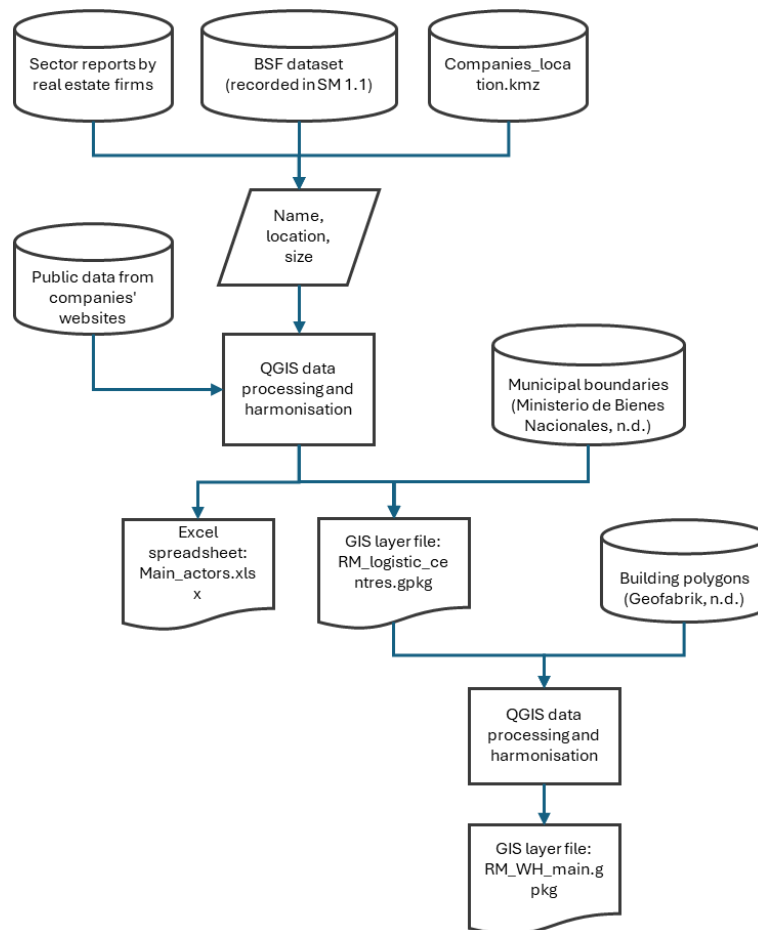 Sector reports by
real estate firms
BSF dataset
(recorded in SM 1.1)
Companies_loca
tion.kmz
Name,
location,
size
Public data from
companies'
websites
QGIS data
processing and
harmonisation
Municipal boundaries
(Ministerio de Bienes
Nacionales, n.d.)
Excel
spreadsheet:
Main_actors.xls
x
GIS layer file:
RM_logistic_ce
ntres.gpkg
Building polygons
(Geofabrik, n.d.)
QGIS data
processing and
harmonisation
GIS layer file:
RM_WH_main.g
pkg